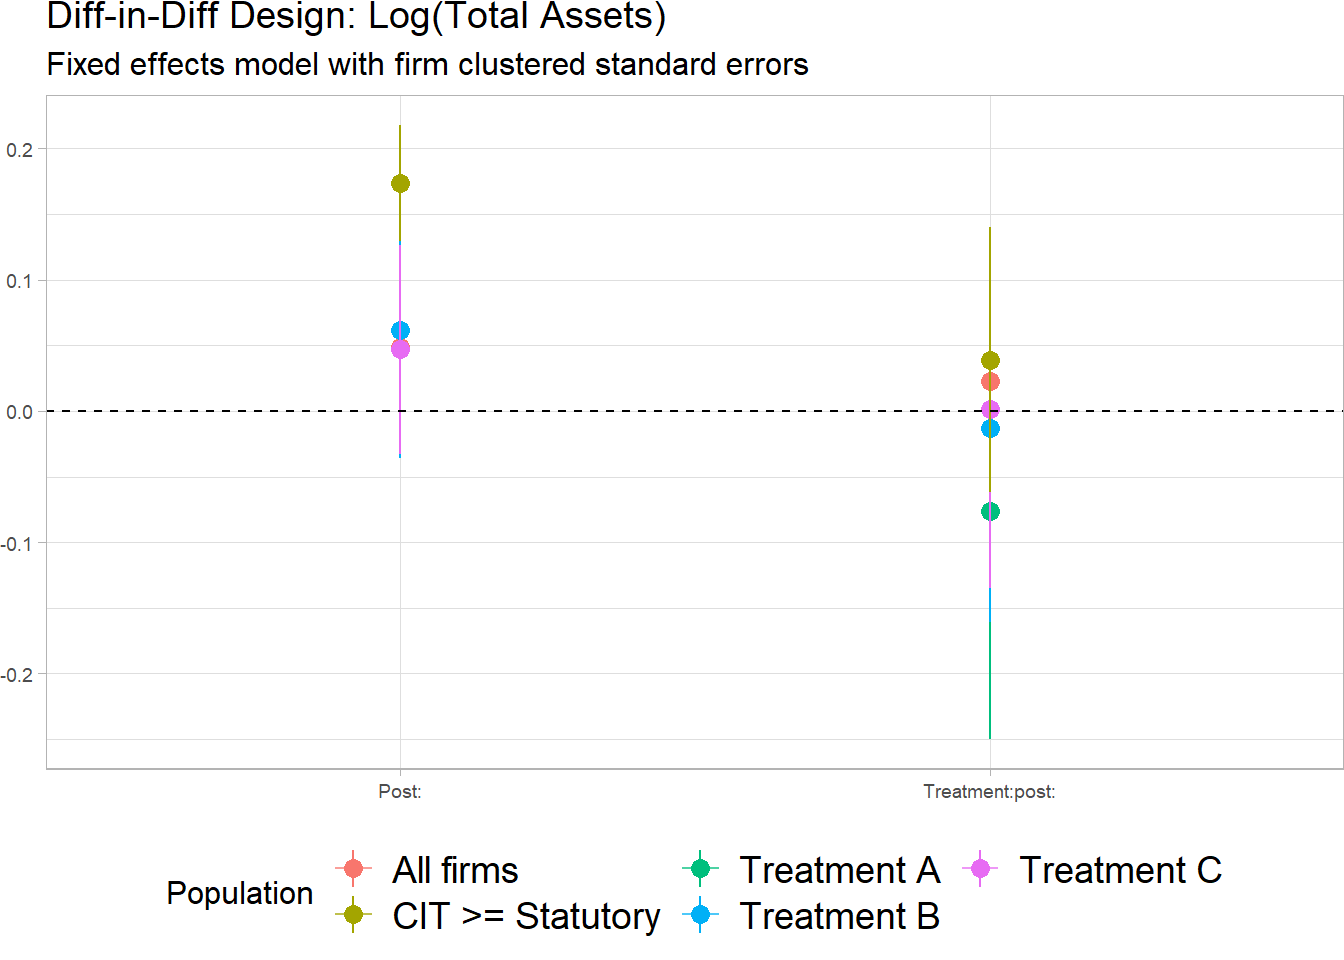 Diff-in-Diff Design: Log(Total Assets)
Fixed effects model with firm clustered standard errors
0.2
0.1
0.0
-0.1
-0.2
Post:
Treatment:post:
Population
All firms
CIT >= Statutory
Treatment A
Treatment B
Treatment C